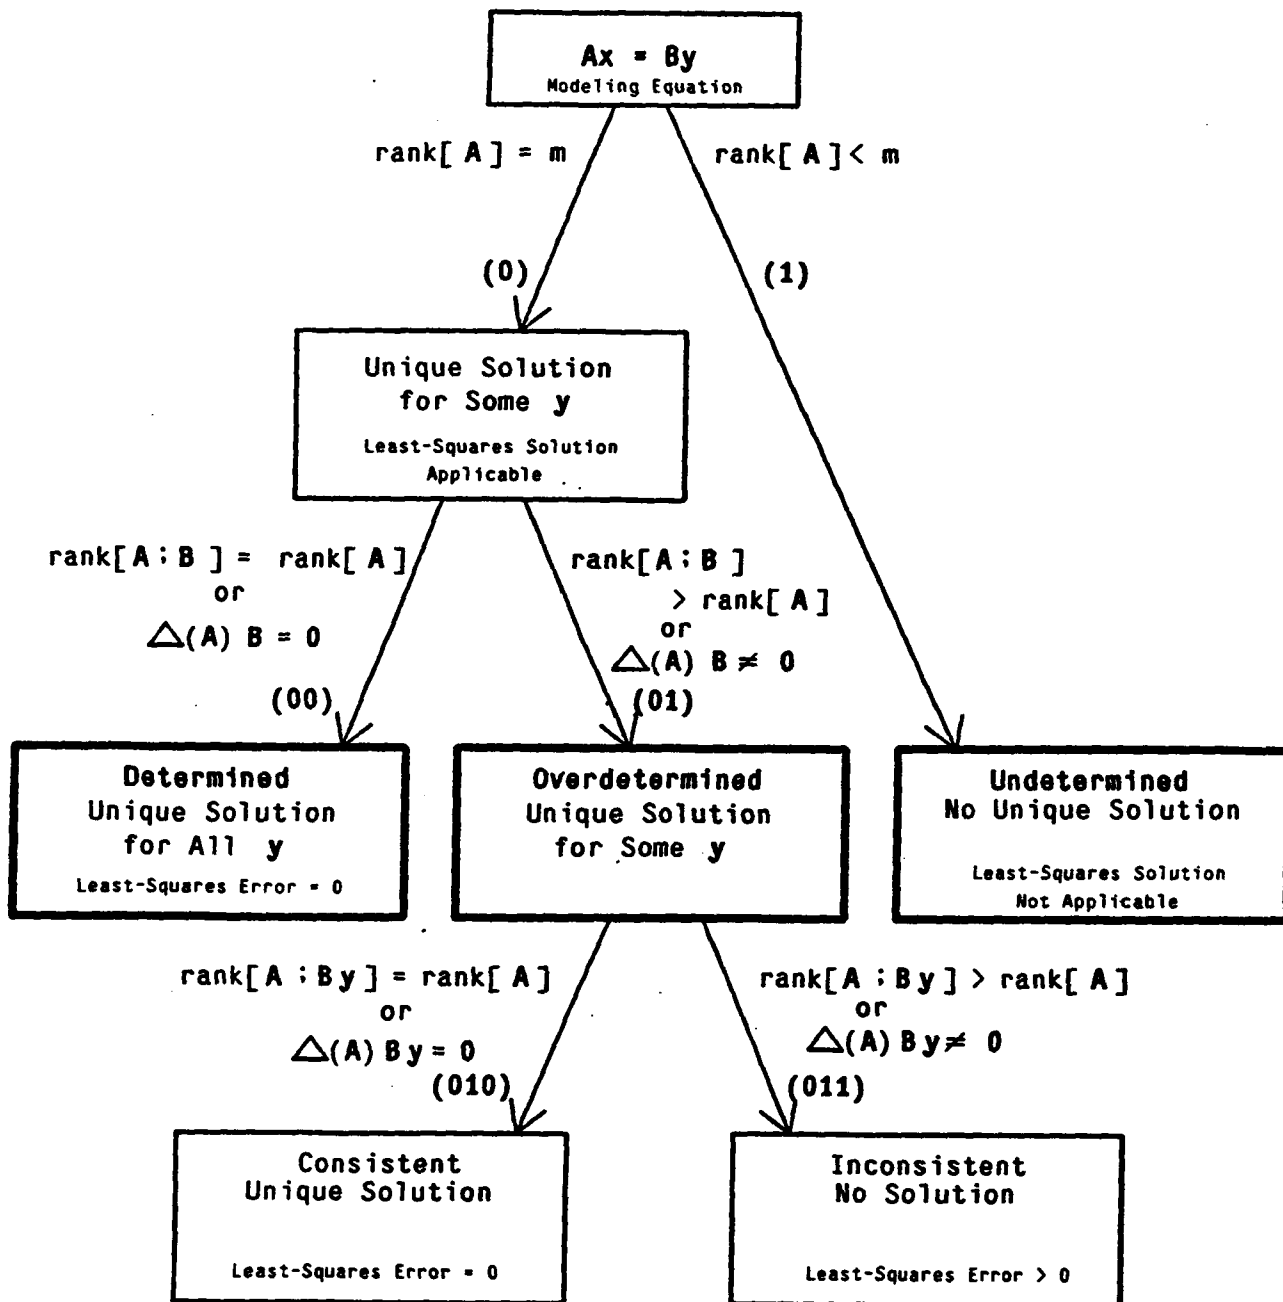 Ax = By
Modeling Equation
rank[ A ] = m
rank[ A ] < m
(0)
(1)
Unique Solution
for Some y
Least-Squares Solution
Applicable
rank[ A ; B ] = rank[ A ]
or
△(A) B = 0
(00)
rank[ A ; B ]
> rank[ A ]
or
△(A) B ≠ 0
(01)
Determined
Unique Solution
for All y
Least-Squares Error = 0
Overdetermined
Unique Solution
for Some y
Undetermined
No Unique Solution
Least-Squares Solution
Not Applicable
rank[ A ; By ] = rank[ A ]
or
△(A) By = 0
(010)
rank[ A ; By ] > rank[ A ]
or
△(A) By ≠ 0
(011)
Consistent
Unique Solution
Least-Squares Error = 0
Inconsistent
No Solution
Least-Squares Error > 0